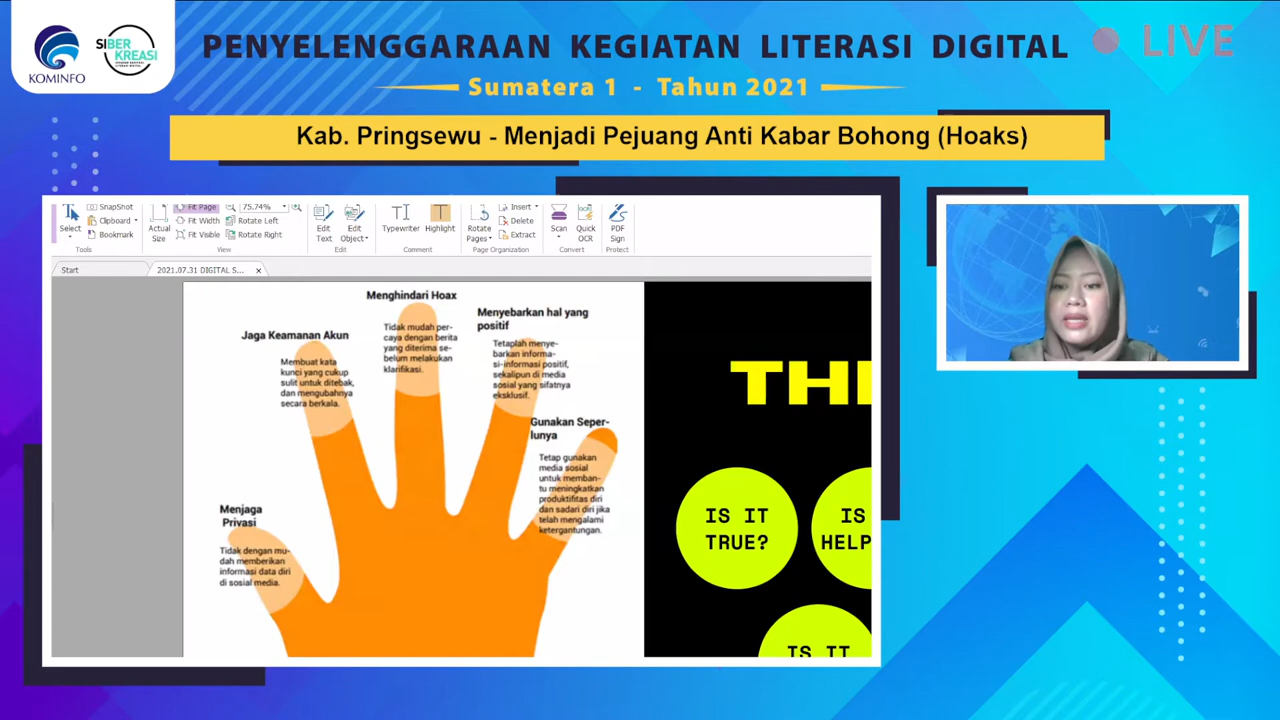 KOMINFO
SIBER
KREASI
PENYELENGGARAAN KEGIATAN LITERASI DIGITAL
LIVE
Sumatera 1 - Tahun 2021
Kab. Pringsewu - Menjadi Pejuang Anti Kabar Bohong (Hoaks)
Select
SnapShot
Clipboard
Bookmark
Tools
Actual
Size
Fit Page
Fit Width
Fit Visible
75.74%
Rotate Left
Rotate Right
View
Edit
Text
Edit
Object
Edit
Typewriter
Highlight
Comment
Rotate
Pages
Insert
Delete
Extract
Page Organization
Scan
Quick
OCR
Convert
PDF
Sign
Protect
Start
2021.07.31 DIGITAL S...
Menghindari Hoax
Tidak mudah per-
caya dengan berita
yang diterima se-
belum melakukan
klarifikasi.
Menyebarkan hal yang
positif
Tetaplah menye-
barkan informa-
si-informasi positif,
sekalipun di media
sosial yang sifatnya
eksklusif.
Jaga Keamanan Akun
Membuat kata
kunci yang cukup
sulit untuk ditebak,
dan mengubahnya
secara berkala.
Gunakan Seper-
lunya
Tetap gunakan
media sosial
untuk memban-
tu meningkatkan
produktifitas diri
dan sadari diri jika
telah mengalami
ketergantungan.
Menjaga
Privasi
Tidak dengan mu-
dah memberikan
informasi data diri
di sosial media.
THI
IS IT
TRUE?
IS
HELP
IS IT